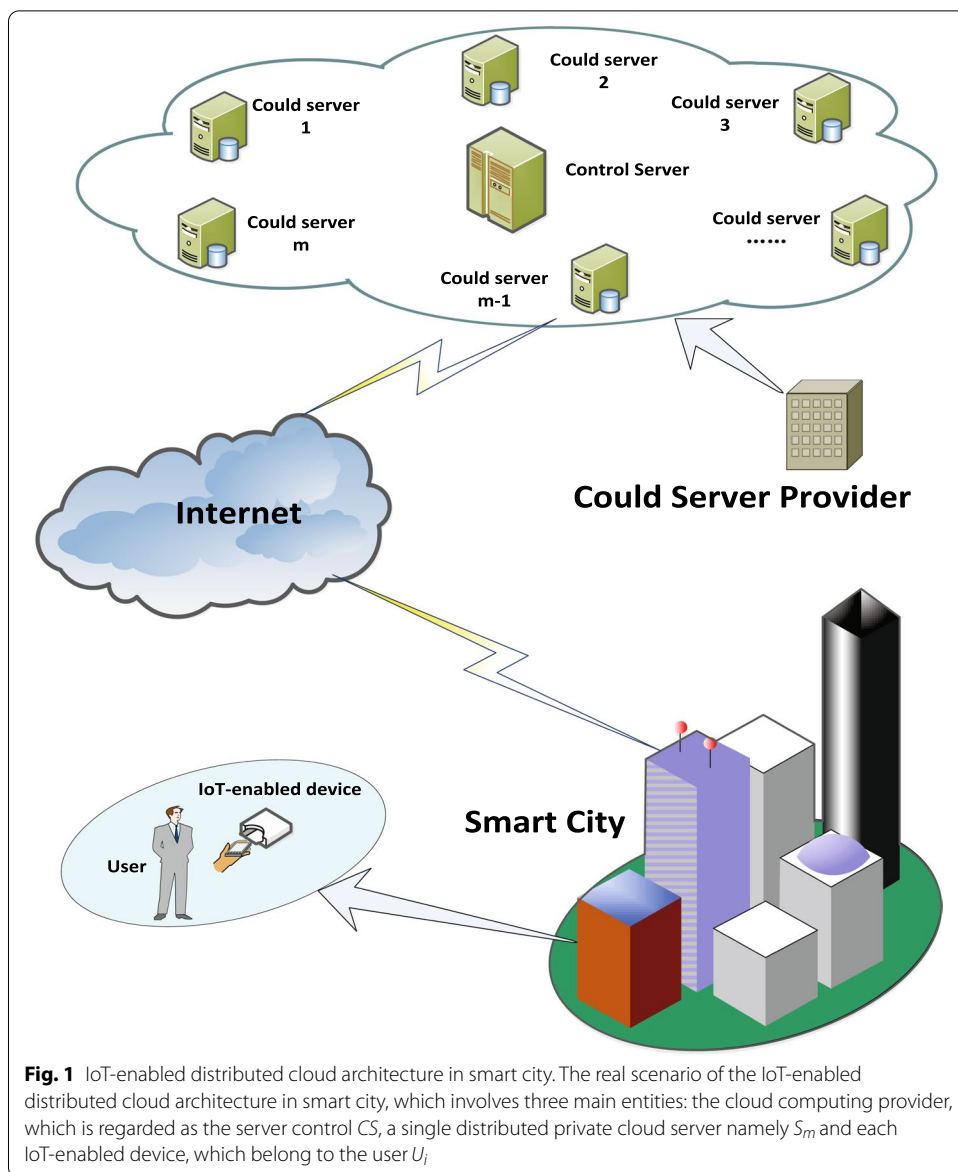 Could server
2
Could server
1
Could server
3
Control Server
Could server
m
Could server
......
Could server
m-1
Internet
Could Server Provider
IoT-enabled device
User
Smart City
Fig. 1 IoT-enabled distributed cloud architecture in smart city. The real scenario of the IoT-enabled
distributed cloud architecture in smart city, which involves three main entities: the cloud computing provider,
which is regarded as the server control CS, a single distributed private cloud server namely Sm and each
IoT-enabled device, which belong to the user Ui